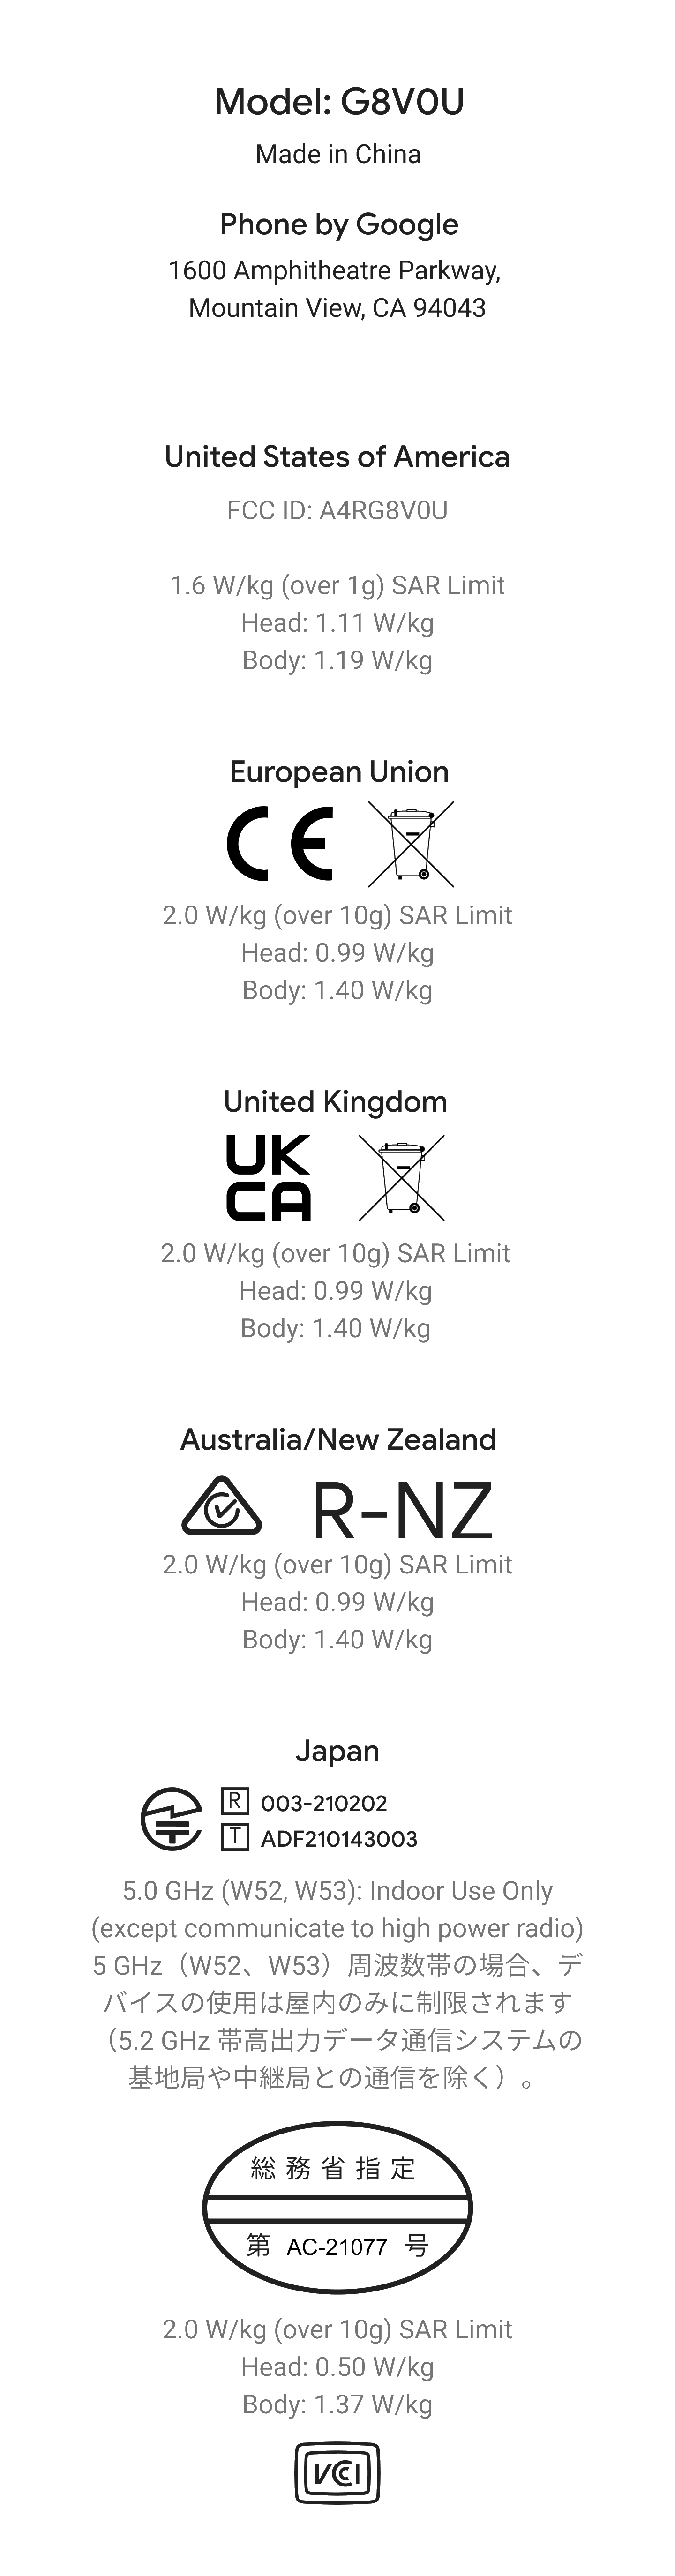 Model: G8V0U
Made in China
Phone by Google
1600 Amphitheatre Parkway,
Mountain View, CA 94043
United States of America
FCC ID: A4RG8V0U
1.6 W/kg (over 1g) SAR Limit
Head: 1.11 W/kg
Body: 1.19 W/kg
European Union
CE
2.0 W/kg (over 10g) SAR Limit
Head: 0.99 W/kg
Body: 1.40 W/kg
United Kingdom
UK
CA
2.0 W/kg (over 10g) SAR Limit
Head: 0.99 W/kg
Body: 1.40 W/kg
Australia/New Zealand
R-NZ
2.0 W/kg (over 10g) SAR Limit
Head: 0.99 W/kg
Body: 1.40 W/kg
Japan
R 003-210202
T ADF210143003
5.0 GHz (W52, W53): Indoor Use Only
(except communicate to high power radio)
5 GHz（W52、W53）周波数帯の場合、デ
バイスの使用は屋内のみに制限されます
（5.2 GHz 帯高出力データ通信システムの
基地局や中継局との通信を除く）。
総務省指定
第 AC-21077 号
2.0 W/kg (over 10g) SAR Limit
Head: 0.50 W/kg
Body: 1.37 W/kg
VCCI